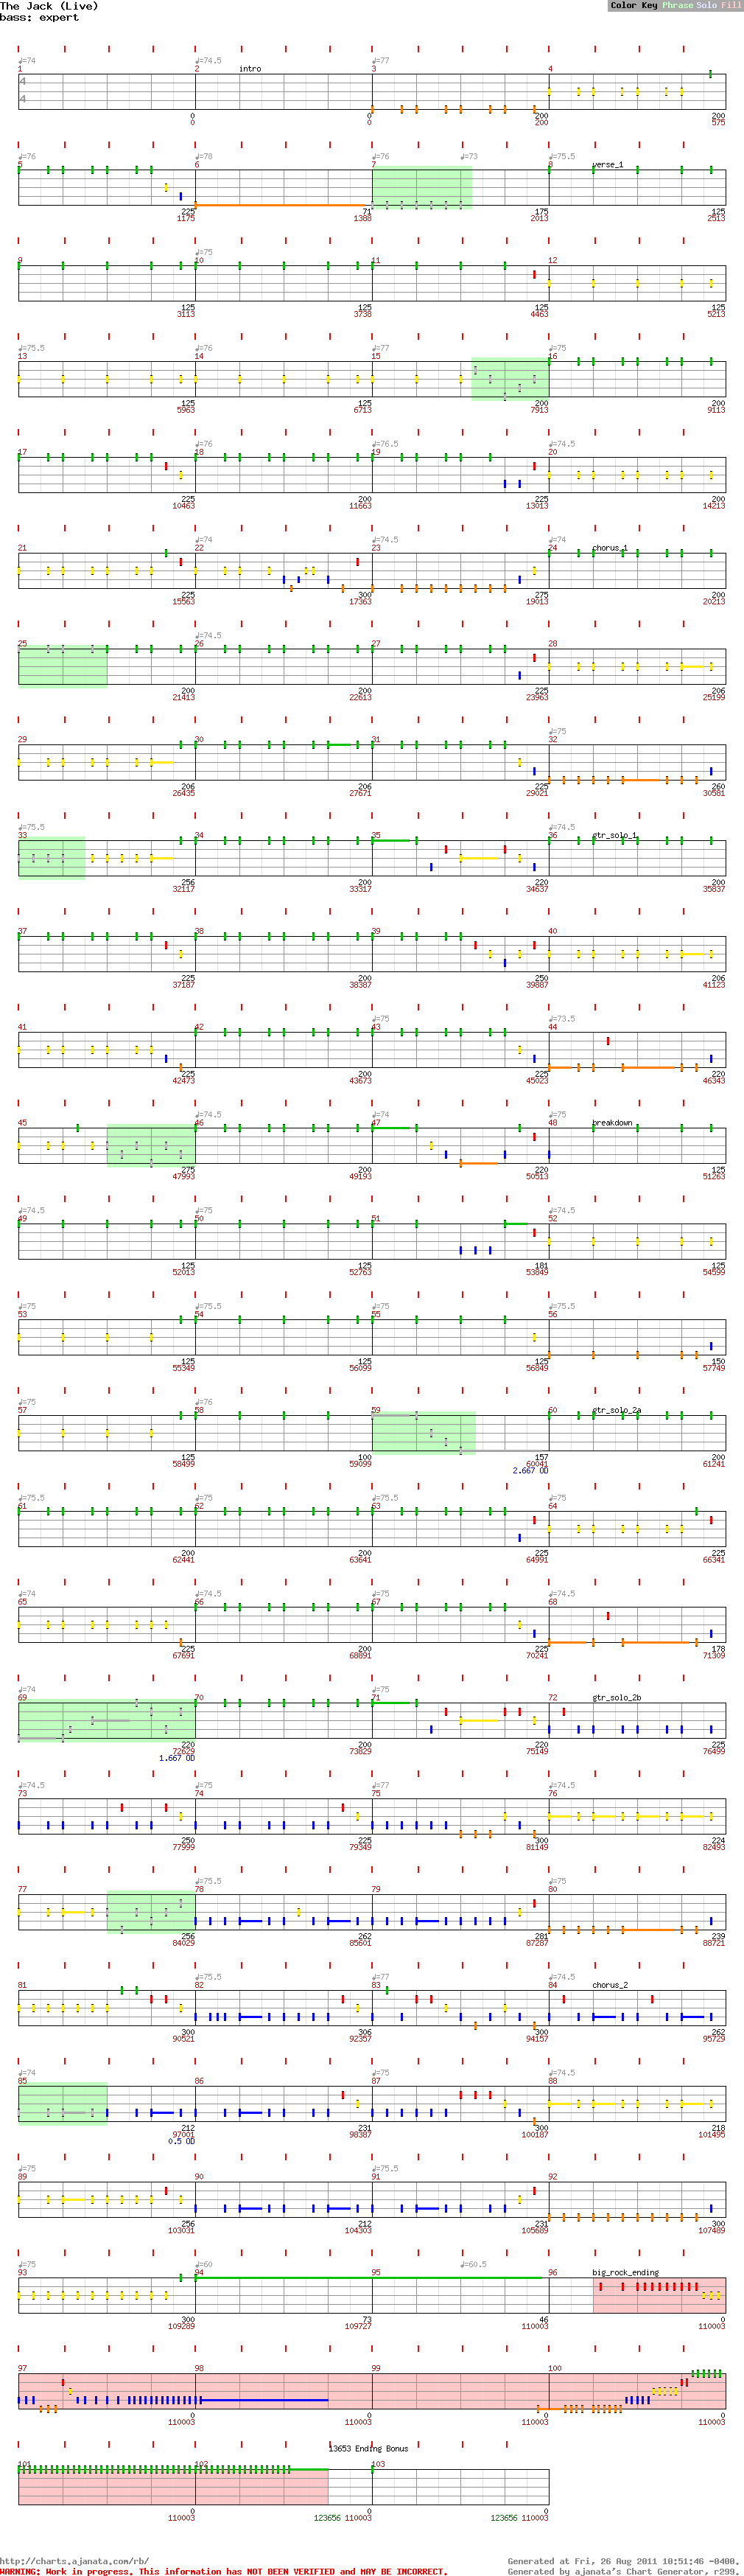 The Jack (Live) Color Key Phrase Solo Fill
bass: expert
♩=74 ♩=74.5 ♩=77
1 2 intro 3 4
4
4
0 0 200 200
0 0 200 575
♩=76 ♩=78 ♩=76 ♩=73 ♩=75.5
5 6 7 8 verse_1
225 71 175 125
1175 1388 2013 2513
♩=75
9 10 11 12
125 125 125 125
3113 3738 4463 5213
♩=75.5 ♩=76 ♩=77 ♩=75
13 14 15 16
125 125 200 200
5963 6713 7913 9113
♩=76 ♩=76.5 ♩=74.5
17 18 19 20
225 200 225 200
10463 11663 13013 14213
♩=74 ♩=74.5 ♩=74
21 22 23 24 chorus_1
225 300 275 200
15563 17363 19013 20213
♩=74.5
25 26 27 28
200 200 225 206
21413 22613 23963 25199
♩=75
29 30 31 32
206 206 225 260
26435 27671 29021 30581
♩=75.5 ♩=74.5
33 34 35 36 gtr_solo_1
256 200 220 200
32117 33317 34637 35837
37 38 39 40
225 200 250 206
37187 38387 39887 41123
♩=75 ♩=73.5
41 42 43 44
225 200 225 220
42473 43673 45023 46343
♩=74.5 ♩=74 ♩=75
45 46 47 48 breakdown
275 200 220 125
47993 49193 50513 51263
♩=74.5 ♩=75 ♩=74.5
49 50 51 52
125 125 181 125
52013 52763 53849 54599
♩=75 ♩=75.5 ♩=75 ♩=75.5
53 54 55 56
125 125 125 150
55349 56099 56849 57749
♩=75 ♩=76
57 58 59 60 gtr_solo_2a
125 100 157 200
58499 59099 60041 61241
2.667 OD
♩=75.5 ♩=75 ♩=75.5 ♩=74
61 62 63 64
200 200 225 225
62441 63641 64991 66341
♩=74 ♩=74.5 ♩=75 ♩=74.5
65 66 67 68
225 200 225 178
67691 68891 70241 71309
♩=74 ♩=75
69 70 71 72 gtr_solo_2b
220 200 220 225
72629 73829 75149 76499
1.667 OD
♩=74.5 ♩=75 ♩=77 ♩=74.5
73 74 75 76
250 225 300 224
77999 79349 81149 82493
♩=75.5 ♩=75
77 78 79 80
256 262 281 239
84029 85601 87287 88721
♩=75.5 ♩=77 ♩=74.5
81 82 83 84 chorus_2
300 306 300 262
90521 92357 94157 95729
♩=74 ♩=75 ♩=74.5
85 86 87 88
212 231 300 218
97001 98387 100187 101495
0.5 OD
♩=75 ♩=75.5
89 90 91 92
256 212 231 300
103031 104303 105689 107489
♩=75 ♩=60 ♩=60.5
93 94 95 96 big_rock_ending
300 73 46 0
109289 109727 110003 110003
97 98 99 100
0 0 0 0
110003 110003 110003 110003
13653 Ending Bonus
101 102 103
0 0 0
110003 123656 110003 123656 110003
http://charts.ajanata.com/rb/ Generated at Fri, 26 Aug 2011 10:51:46 -0400.
WARNING: Work in progress. This information has NOT BEEN VERIFIED and MAY BE INCORRECT. Generated by ajanata's Chart Generator, r299.